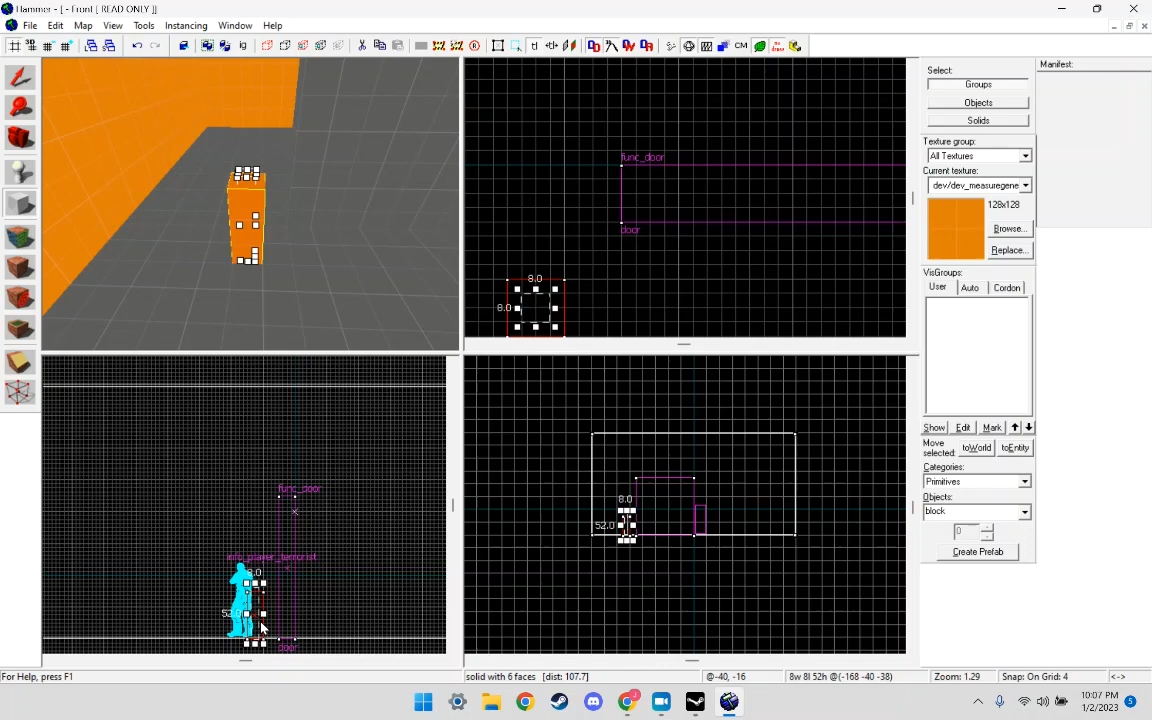 Hammer - [ - Front [ READ ONLY ]]
File Edit Map View Tools Instancing Window Help
CM
Select:
Groups
Objects
Solids
Manifest:
Texture group:
All Textures
Current texture:
dev/dev_measuregene
128x128
Browse...
Replace...
VisGroups:
User Auto Cordon
Show Edit Mark
Move selected: toWorld toEntity
Categories:
Primitives
Objects:
block
0
Create Prefab
func_door
door
8.0
8.0
func_door
info_player_terrorist
8.0
door
8.0
52.0
For Help, press F1
solid with 6 faces [dist: 107.7]
@-40, -16
8w 8l 52h @(-168 -40 -38)
Zoom: 1.29
Snap: On Grid: 4
<->
10:07 PM
1/2/2023
5